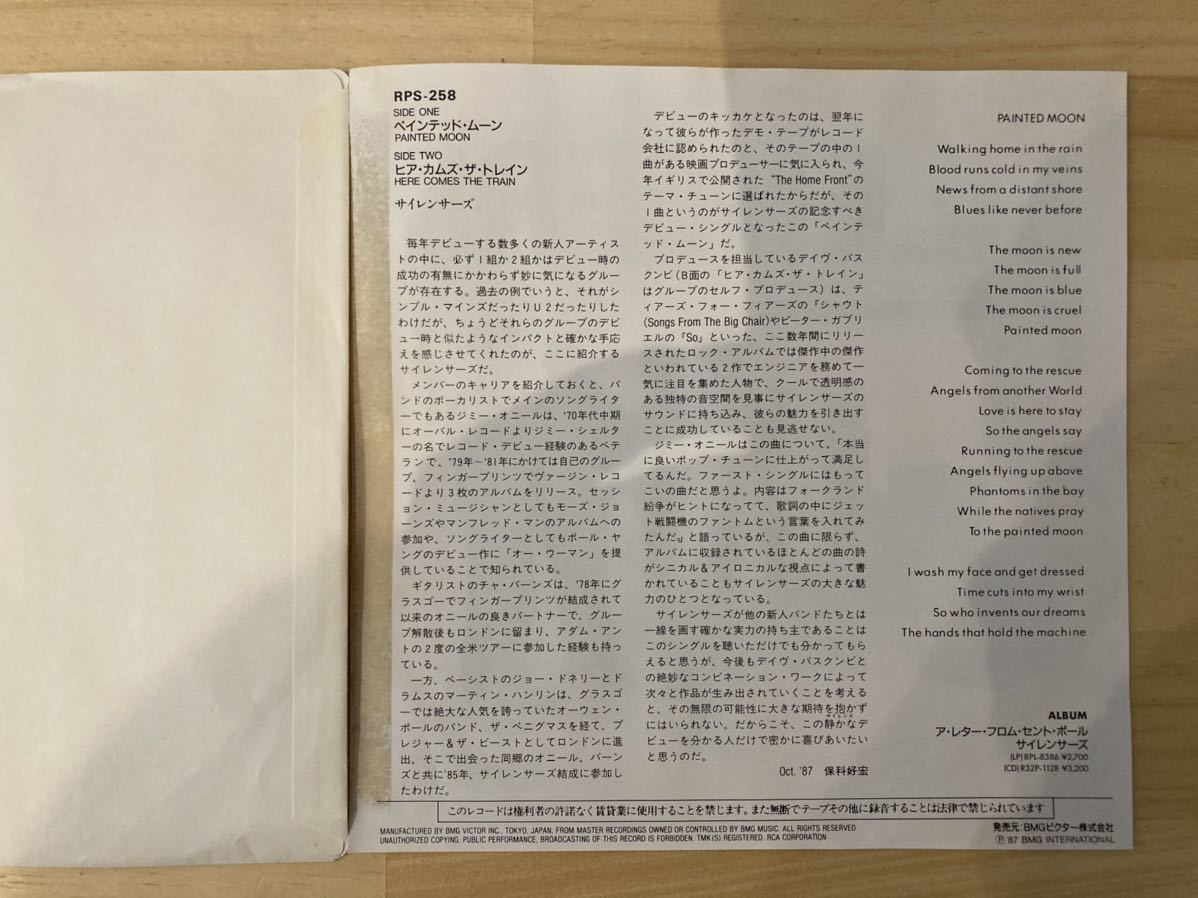 RPS-258
SIDE ONE
ペインテッド・ムーン
PAINTED MOON
SIDE TWO
ヒア・カムズ・ザ・トレイン
HERE COMES THE TRAIN
サイレンサーズ
毎年デビューする数多くの新人アーティス
トの中に、必ず1組か2組かはデビュー時の
成功の有無にかかわらず妙に気になるグルー
プが存在する。過去の例でいうと、それがシ
ンプル・マインズだったりU2だったりした
わけだが、ちょうどそれらのグループのデビ
ュー時と似たようなインパクトと確かな手応
えを感じさせてくれたのが、ここに紹介する
サイレンサーズだ。
メンバーのキャリアを紹介しておくと、バ
ンドのボーカリストでメインのソングライタ
ーでもあるジミー・オニールは、'70年代中期
にオーバル・レコードよりジミー・シェルタ
ーの名でレコード・デビュー経験のあるベテ
ランで、'79年~'81年にかけては自己のグルー
プ、フィンガープリンツでヴァージン・レコ
ードより3枚のアルバムをリリース。セッシ
ョン・ミュージシャンとしてもモーズ・ジョ
ーンズやマンフレッド・マンのアルバムへの
参加や、ソングライターとしてもポール・ヤ
ングのデビュー作に「オー・ウーマン」を提
供していることで知られている。
ギタリストのチャ・バーンズは、'78年にグ
ラスゴーでフィンガープリンツが結成されて
以来のオニールの良きパートナーで、グルー
プ解散後もロンドンに留まり、アダム・アン
トの2度の全米ツアーに参加した経験も持っ
ている。
一方、ベーシストのジョー・ドネリーとド
ラムスのマーティン・ハンリンは、グラスゴ
ーでは絶大な人気を誇っていたオーウェン・
ポールのバンド、ザ・ベニグマスを経て、プ
レジャー&ザ・ビーストとしてロンドンに進
出、そこで出会った同郷のオニール、バーン
ズと共に'85年、サイレンサーズ結成に参加し
たわけだ。
デビューのキッカケとなったのは、翌年に
なって彼らが作ったデモ・テープがレコード
会社に認められたのと、そのテープの中の1
曲がある映画プロデューサーに気に入られ、今
年イギリスで公開された "The Home Front"の
テーマ・チューンに選ばれたからだが、その
1曲というのがサイレンサーズの記念すべき
デビュー・シングルとなったこの「ペインテ
ッド・ムーン」だ。
プロデュースを担当しているデイヴ・バス
クンビ(B面の「ヒア・カムズ・ザ・トレイン」
はグループのセルフ・プロデュース)は、テ
ィアーズ・フォー・フィアーズの『シャウト』
(Songs From The Big Chair)やピーター・ガブリ
エルの『So』といった、ここ数年間にリリー
スされたロック・アルバムでは傑作中の傑作
といわれている2作でエンジニアを務めて一
気に注目を集めた人物で、クールで透明感の
ある独特の音空間を見事にサイレンサーズの
サウンドに持ち込み、彼らの魅力を引き出す
ことに成功していることも見逃せない。
ジミー・オニールはこの曲について、「本当
に良いポップ・チューンに仕上がって満足し
てるんだ。ファースト・シングルにはもって
こいの曲だと思うよ。内容はフォークランド
紛争がヒントになってて、歌詞の中にジェッ
ト戦闘機のファントムという言葉を入れてみ
たんだ。」と語っているが、この曲に限らず、
アルバムに収録されているほとんどの曲の詩
がシニカル&アイロニカルな視点によって書
かれていることもサイレンサーズの大きな魅
力のひとつとなっている。
サイレンサーズが他の新人バンドたちとは
一線を画す確かな実力の持ち主であることは
このシングルを聴いただけでも分かってもら
えると思うが、今後もデイヴ・バスクンビと
の絶妙なコンビネーション・ワークによって
次々と作品が生み出されていくことを考える
と、その無限の可能性に大きな期待を抱かず
にはいられない。だからこそ、この静かなデ
サイレンス
ビューを分かる人だけで密かに喜びあいたい
と思うのだ。
Oct. '87 保科好宏
PAINTED MOON
Walking home in the rain
Blood runs cold in my veins
News from a distant shore
Blues like never before
The moon is new
The moon is full
The moon is blue
The moon is cruel
Painted moon
Coming to the rescue
Angels from another World
Love is here to stay
So the angels say
Running to the rescue
Angels flying up above
Phantoms in the bay
While the natives pray
To the painted moon
I wash my face and get dressed
Time cuts into my wrist
So who invents our dreams
The hands that hold the machine
ALBUM
ア・レター・フロム・セント・ポール
サイレンサーズ
(LP)RPL-8386 ¥2,700
(CD)R32P-1128 ¥3,200
このレコードは権利者の許諾なく賃貸業に使用することを禁じます。また無断でテープその他に録音することは法律で禁じられています
MANUFACTURED BY BMG VICTOR INC., TOKYO, JAPAN, FROM MASTER RECORDINGS OWNED OR CONTROLLED BY BMG MUSIC. ALL RIGHTS RESERVED
UNAUTHORIZED COPYING, PUBLIC PERFORMANCE, BROADCASTING OF THIS RECORD IS FORBIDDEN. TMK(S) REGISTERED. RCA CORPORATION
発売元:BMGビクター株式会社
Ⓟ '87 BMG INTERNATIONAL